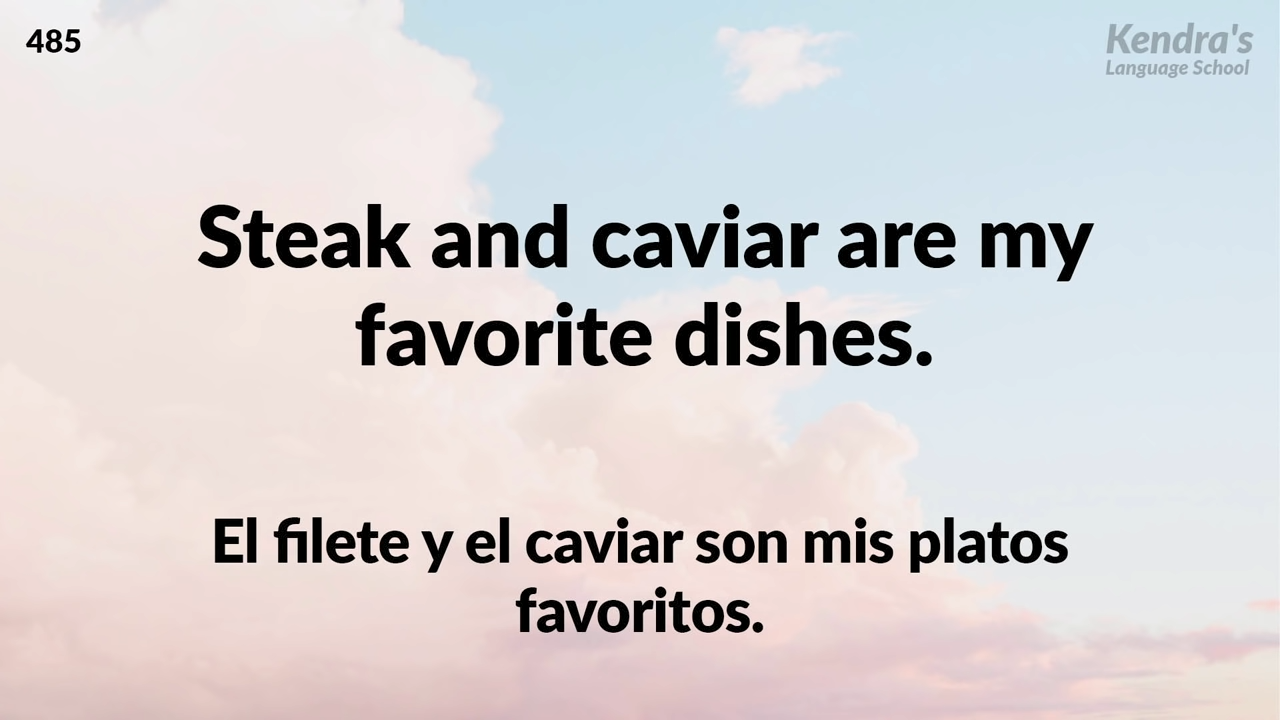 485
Kendra's
Language School
Steak and caviar are my
favorite dishes.
El filete y el caviar son mis platos
favoritos.